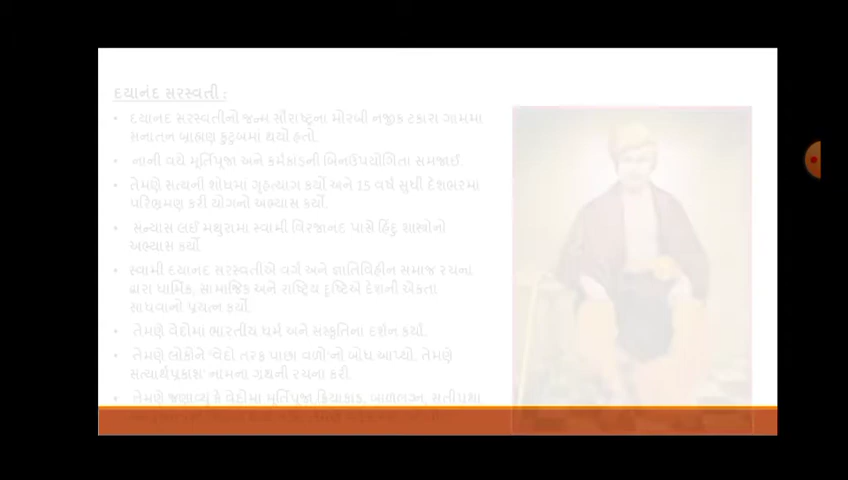 દયાનંદ સરસ્વતી :
• દયાનંદ સરસ્વતીનો જન્મ સૌરાષ્ટ્રના મોરબી નજીક ટંકારા ગામમાં
સનાતન બ્રાહ્મણ કુટુંબમાં થયો હતો.
• નાની વયે મૂર્તિપૂજા અને કર્મકાંડની બિનઉપયોગિતા સમજાઈ.
• તેમણે સત્યની શોધમાં ગૃહત્યાગ કર્યો અને 15 વર્ષ સુધી દેશભરમાં
પરિભ્રમણ કરી યોગનો અભ્યાસ કર્યો.
• સન્યાસ લઈ મથુરામાં સ્વામી વિરજાનંદ પાસે હિંદુ શાસ્ત્રોનો
અભ્યાસ કર્યો
• સ્વામી દયાનંદ સરસ્વતીએ વર્ગ અને જ્ઞાતિવિહીન સમાજ રચના
દ્વારા ધાર્મિક, સામાજિક અને રાષ્ટ્રિય દૃષ્ટિએ દેશની એકતા
સાધવાનો પ્રયત્ન કર્યો.
• તેમણે વેદોમાં ભારતીય ધર્મ અને સંસ્કૃતિના દર્શન કર્યા.
• તેમણે લોકોને 'વેદો તરફ પાછા વળો'નો બોધ આપ્યો. તેમણે
સત્યાર્થપ્રકાશ' નામના ગ્રંથની રચના કરી
• તેમણે જણાવ્યુ કે વેદોમાં મૂર્તિપૂજા,ક્રિયાકાંડ, બાળલગ્ન, સતીપ્રથા